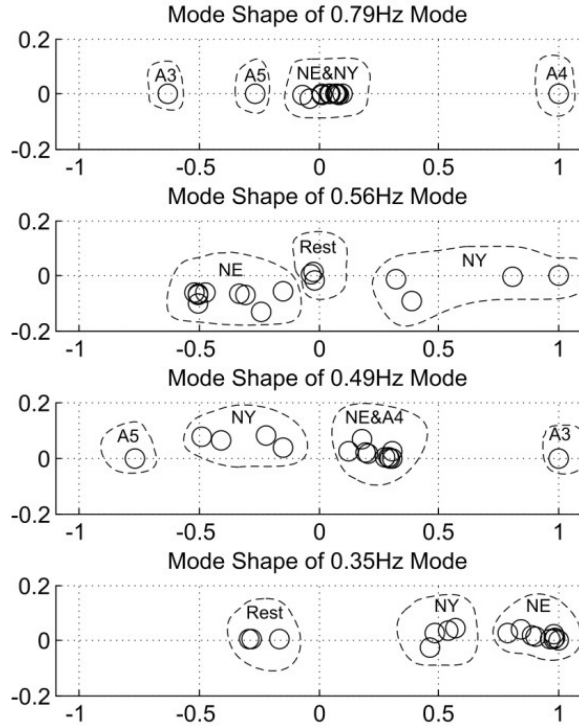 Mode Shape of 0.79Hz Mode
0.2
A3 A5 NE&NY A4
0
-0.2
-1 -0.5 0 0.5 1
Mode Shape of 0.56Hz Mode
0.2
Rest
NE NY
0
-0.2
-1 -0.5 0 0.5 1
Mode Shape of 0.49Hz Mode
0.2
NY NE&A4
A5 A3
0
-0.2
-1 -0.5 0 0.5 1
Mode Shape of 0.35Hz Mode
0.2
Rest NY NE
0
-0.2
-1 -0.5 0 0.5 1